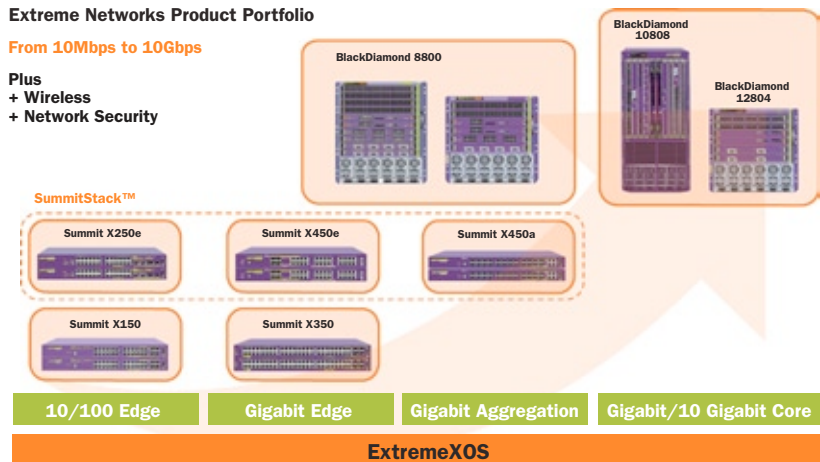 Extreme Networks Product Portfolio
From 10Mbps to 10Gbps
Plus
+ Wireless
+ Network Security
BlackDiamond 8800
BlackDiamond
10808
BlackDiamond
12804
SummitStack™
Summit X250e
Summit X450e
Summit X450a
Summit X150
Summit X350
10/100 Edge
Gigabit Edge
Gigabit Aggregation
Gigabit/10 Gigabit Core
ExtremeXOS